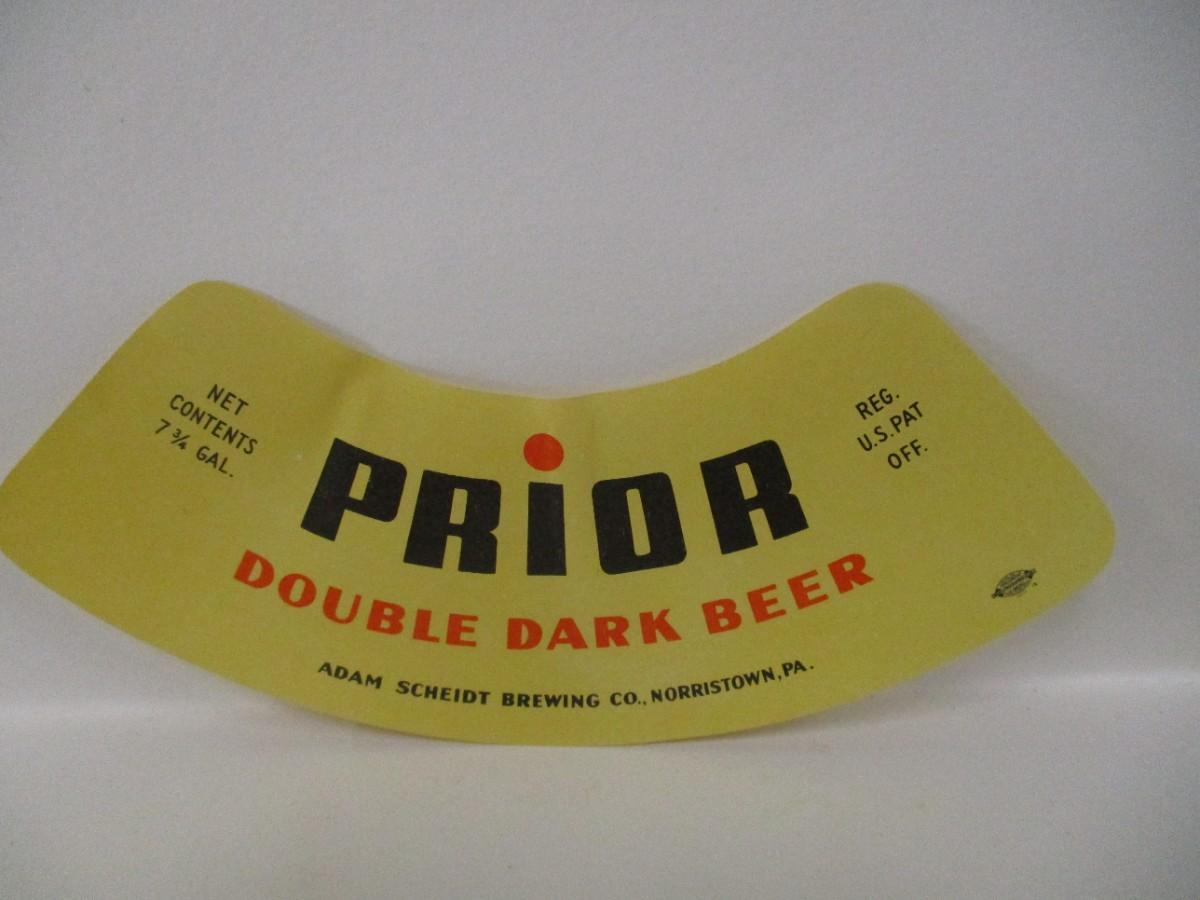 NET
CONTENTS
7 ¾ GAL.
REG.
U.S. PAT
OFF.
PRiOR
DOUBLE DARK BEER
ADAM SCHEIDT BREWING CO., NORRISTOWN, PA.